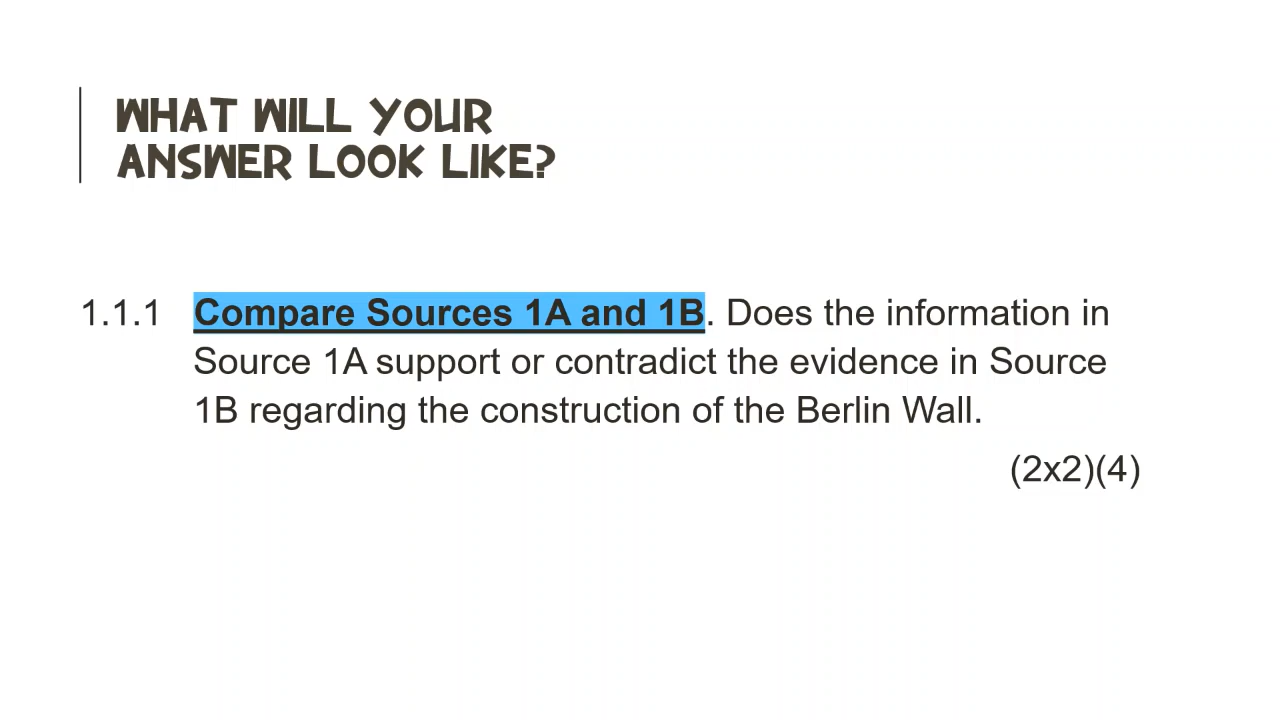 WHAT WILL YOUR
ANSWER LOOK LIKE?
1.1.1 Compare Sources 1A and 1B. Does the information in
Source 1A support or contradict the evidence in Source
1B regarding the construction of the Berlin Wall.
(2x2)(4)